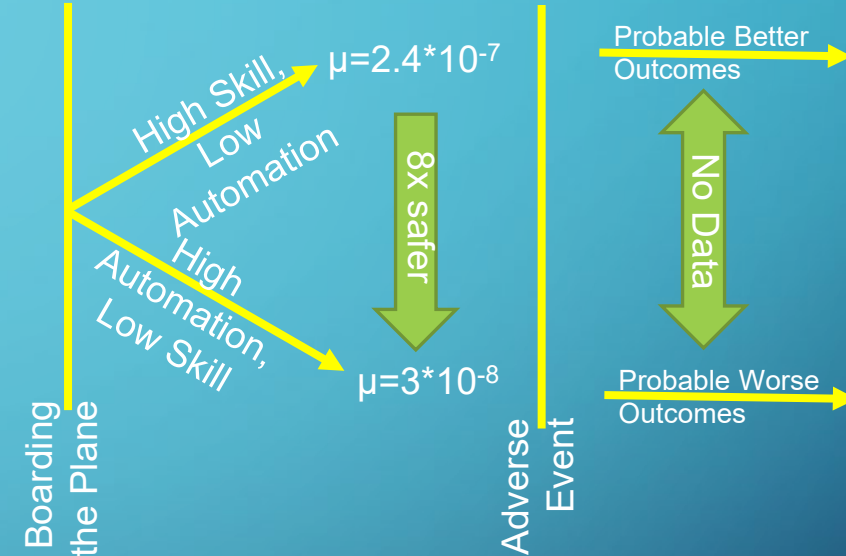 High Skill,
Low
Automation
μ=2.4*10⁻⁷
8x safer
High
Automation,
Low Skill
μ=3*10⁻⁸
Boarding
the Plane
Adverse
Event
Probable Better
Outcomes
No Data
Probable Worse
Outcomes